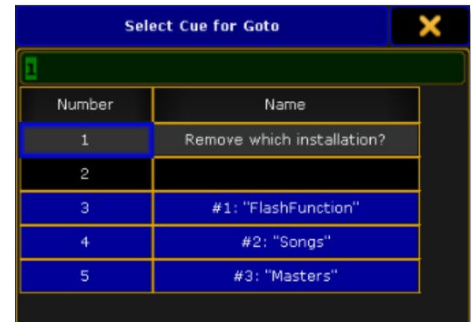 Select Cue for Goto
1
Number Name
1 Remove which installation?
2
3 #1: "FlashFunction"
4 #2: "Songs"
5 #3: "Masters"